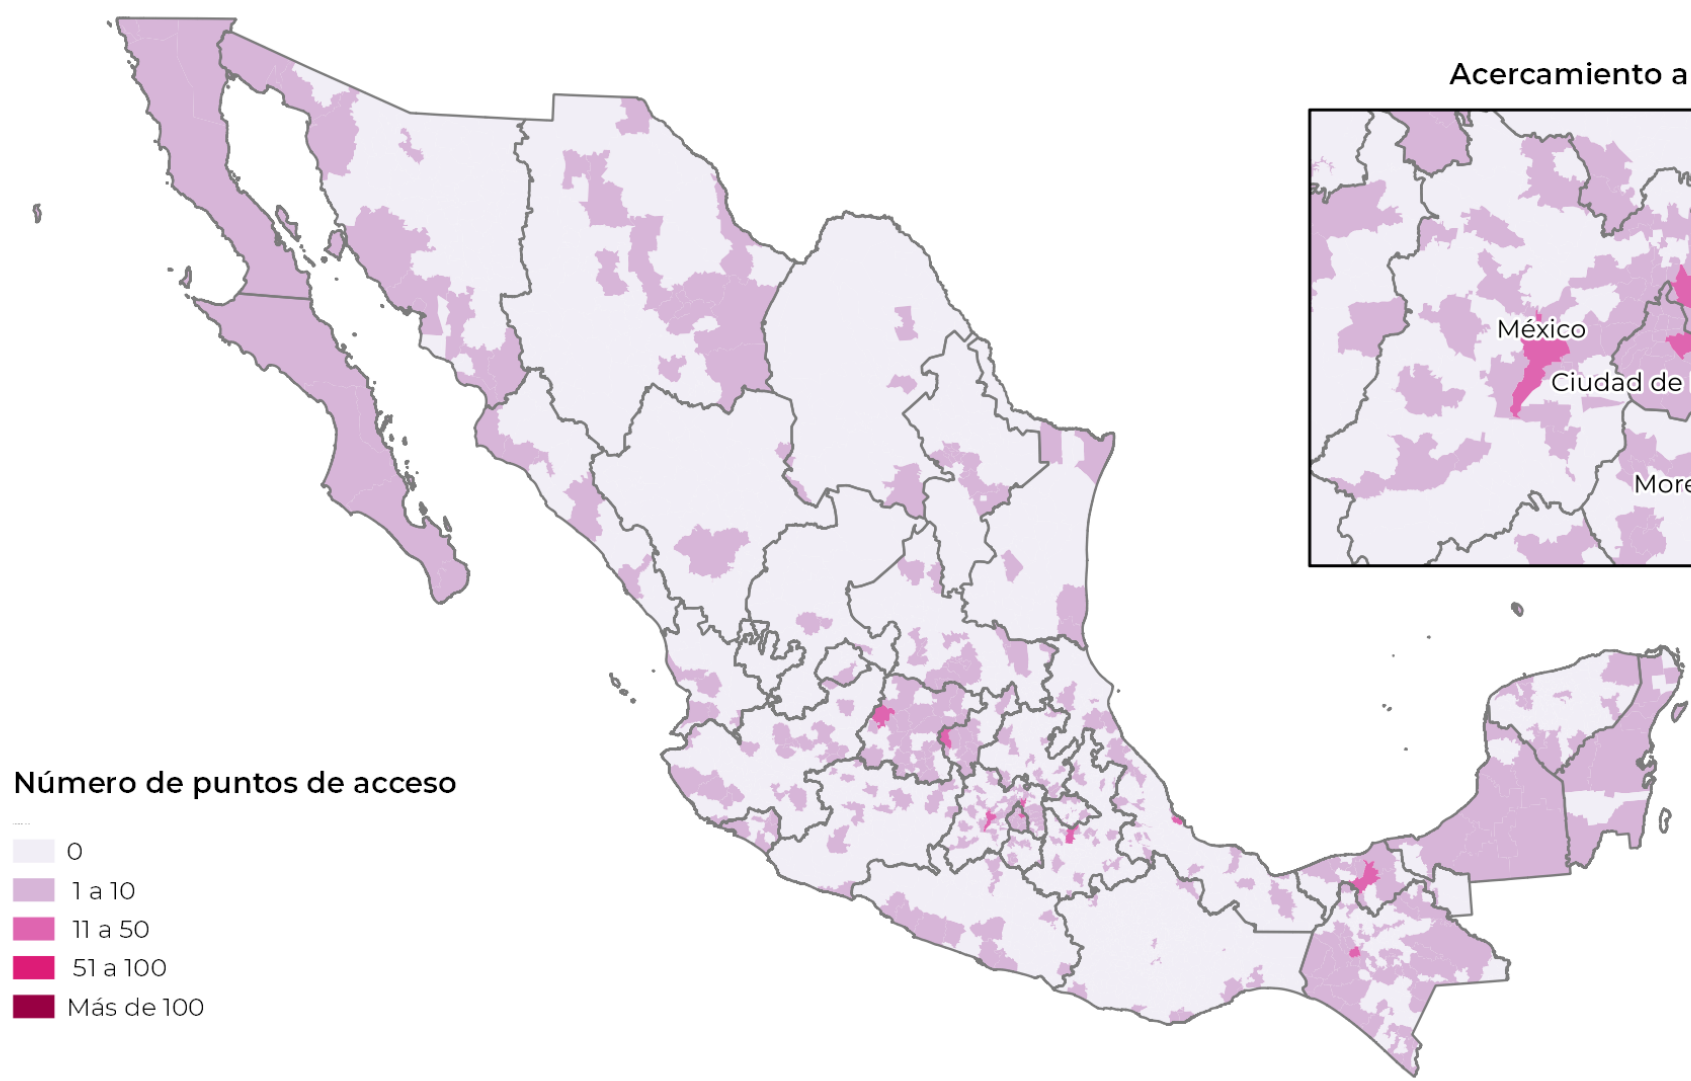 Acercamiento a
México
Ciudad de
More
Número de puntos de acceso
0
1 a 10
11 a 50
51 a 100
Más de 100